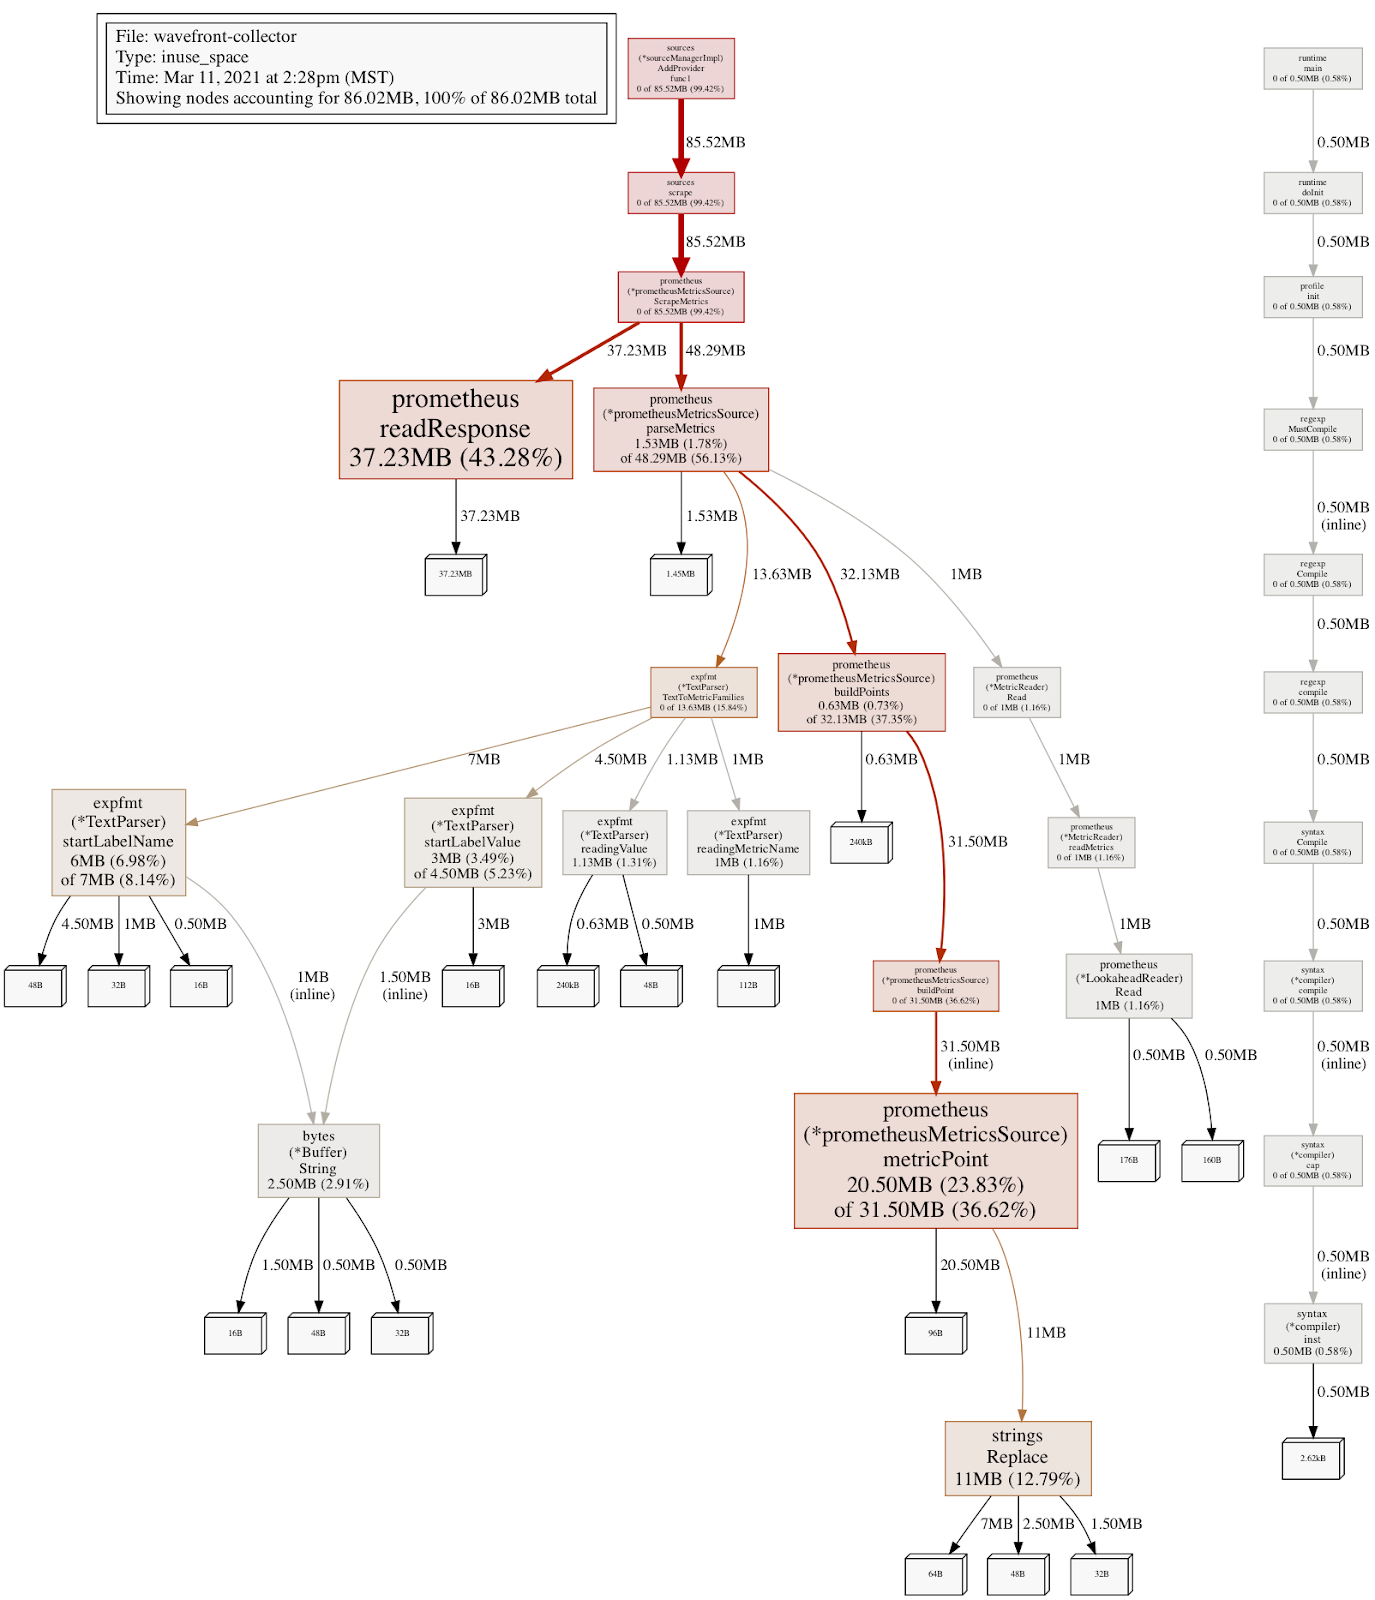 File: wavefront-collector
Type: inuse_space
Time: Mar 11, 2021 at 2:28pm (MST)
Showing nodes accounting for 86.02MB, 100% of 86.02MB total
sources
(*sourceManagerImpl)
AddProvider
func1
0 of 85.52MB (99.42%)
runtime
main
0 of 0.50MB (0.58%)
85.52MB
0.50MB
sources
scrape
0 of 85.52MB (99.42%)
runtime
doInit
0 of 0.50MB (0.58%)
85.52MB
0.50MB
prometheus
(*prometheusMetricsSource)
ScrapeMetrics
0 of 85.52MB (99.42%)
profile
init
0 of 0.50MB (0.58%)
37.23MB
48.29MB
0.50MB
prometheus
readResponse
37.23MB (43.28%)
prometheus
(*prometheusMetricsSource)
parseMetrics
1.53MB (1.78%)
of 48.29MB (56.13%)
regexp
MustCompile
0 of 0.50MB (0.58%)
37.23MB
1.53MB
0.50MB
(inline)
37.23MB
1.45MB
13.63MB
32.13MB
1MB
regexp
Compile
0 of 0.50MB (0.58%)
0.50MB
expfmt
(*TextParser)
TextToMetricFamilies
0 of 13.63MB (15.84%)
prometheus
(*prometheusMetricsSource)
buildPoints
0.63MB (0.73%)
of 32.13MB (37.35%)
prometheus
(*MetricReader)
Read
0 of 1MB (1.16%)
regexp
compile
0 of 0.50MB (0.58%)
7MB
4.50MB
1.13MB
1MB
0.63MB
1MB
0.50MB
expfmt
(*TextParser)
startLabelName
6MB (6.98%)
of 7MB (8.14%)
expfmt
(*TextParser)
startLabelValue
3MB (3.49%)
of 4.50MB (5.23%)
expfmt
(*TextParser)
readingValue
1.13MB (1.31%)
expfmt
(*TextParser)
readingMetricName
1MB (1.16%)
240kB
31.50MB
prometheus
(*MetricReader)
readMetrics
0 of 1MB (1.16%)
syntax
Compile
0 of 0.50MB (0.58%)
4.50MB
1MB
0.50MB
3MB
0.63MB
0.50MB
1MB
1MB
0.50MB
48B
32B
16B
1MB
(inline)
1.50MB
(inline)
16B
240kB
48B
112B
prometheus
(*prometheusMetricsSource)
buildPoint
0 of 31.50MB (36.62%)
prometheus
(*LookaheadReader)
Read
1MB (1.16%)
syntax
(*compiler)
compile
0 of 0.50MB (0.58%)
31.50MB
(inline)
0.50MB
0.50MB
0.50MB
(inline)
bytes
(*Buffer)
String
2.50MB (2.91%)
prometheus
(*prometheusMetricsSource)
metricPoint
20.50MB (23.83%)
of 31.50MB (36.62%)
176B
160B
syntax
(*compiler)
cap
0 of 0.50MB (0.58%)
1.50MB
0.50MB
0.50MB
20.50MB
0.50MB
(inline)
16B
48B
32B
96B
11MB
syntax
(*compiler)
inst
0.50MB (0.58%)
0.50MB
strings
Replace
11MB (12.79%)
2.62kB
7MB
2.50MB
1.50MB
64B
48B
32B